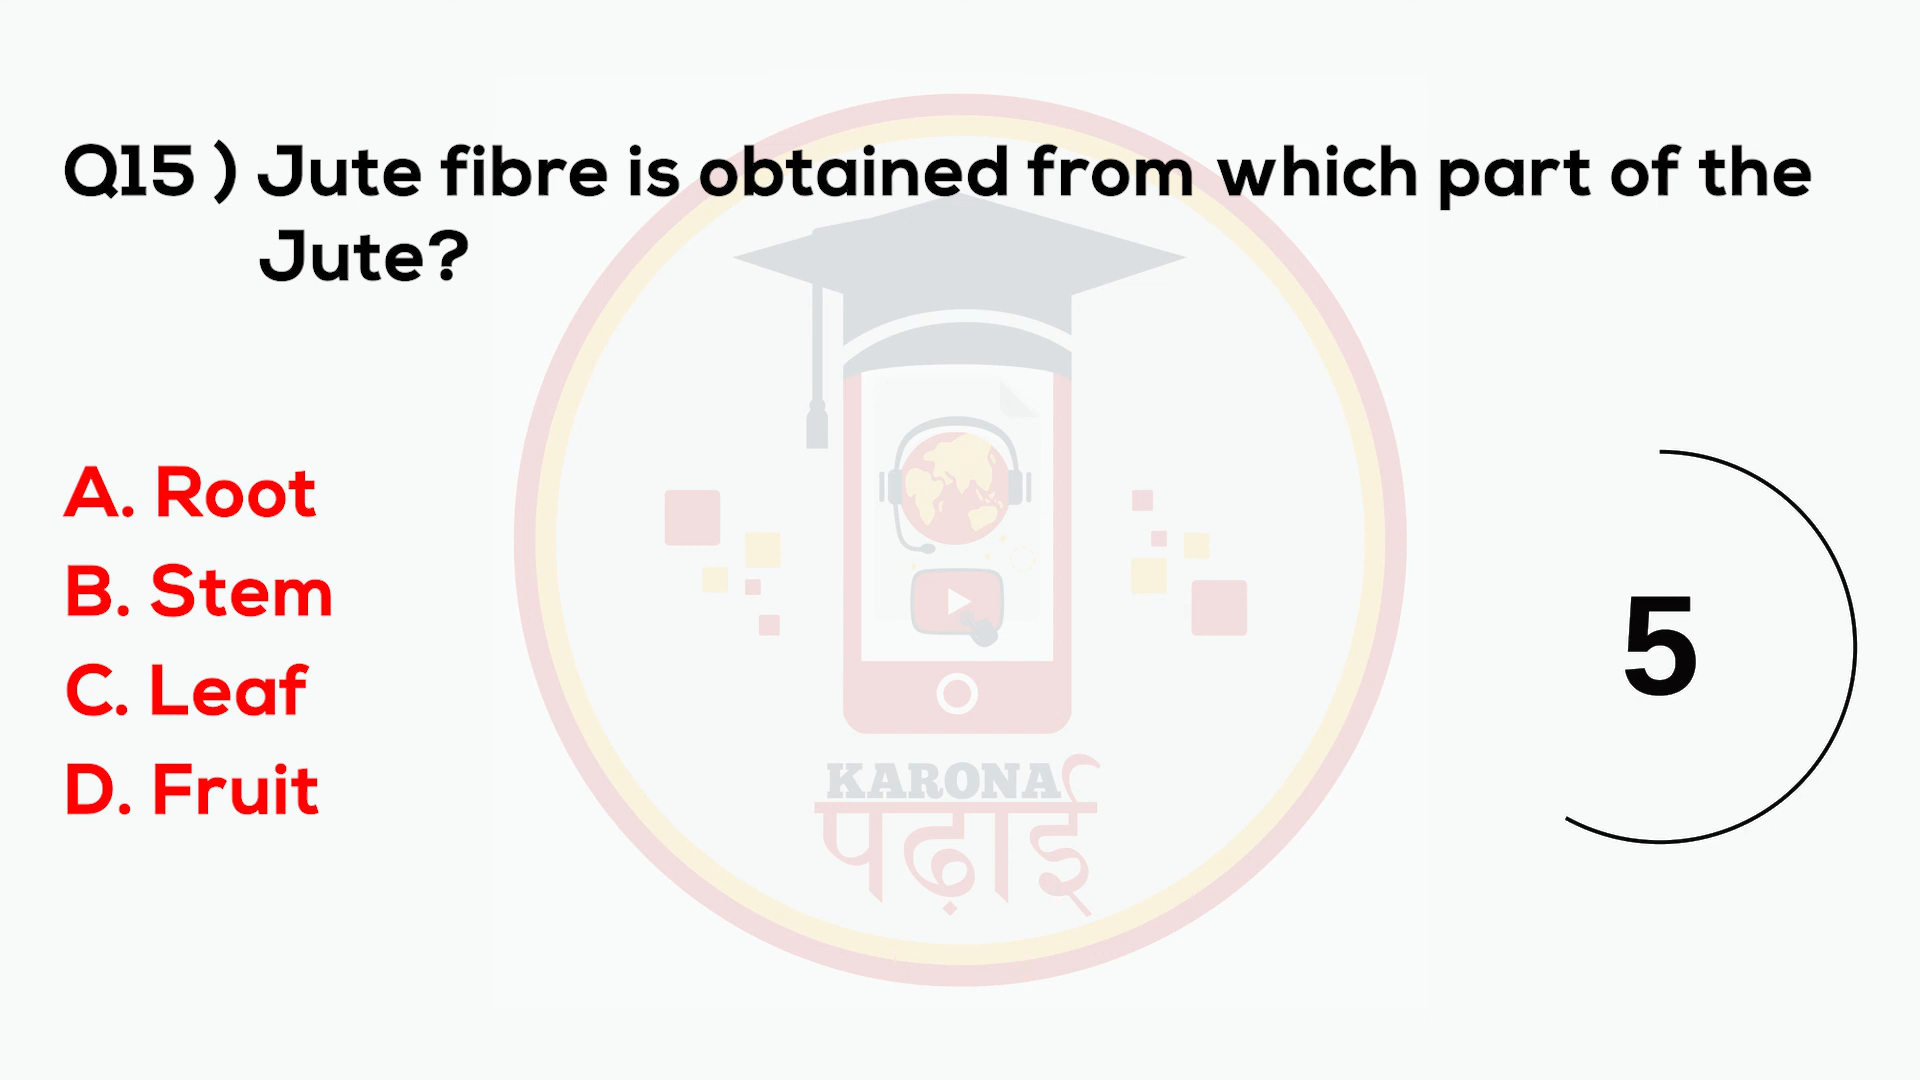 Q15 ) Jute fibre is obtained from which part of the
Jute?
A. Root
B. Stem
C. Leaf
D. Fruit
5
KARONA
पढ़ाई